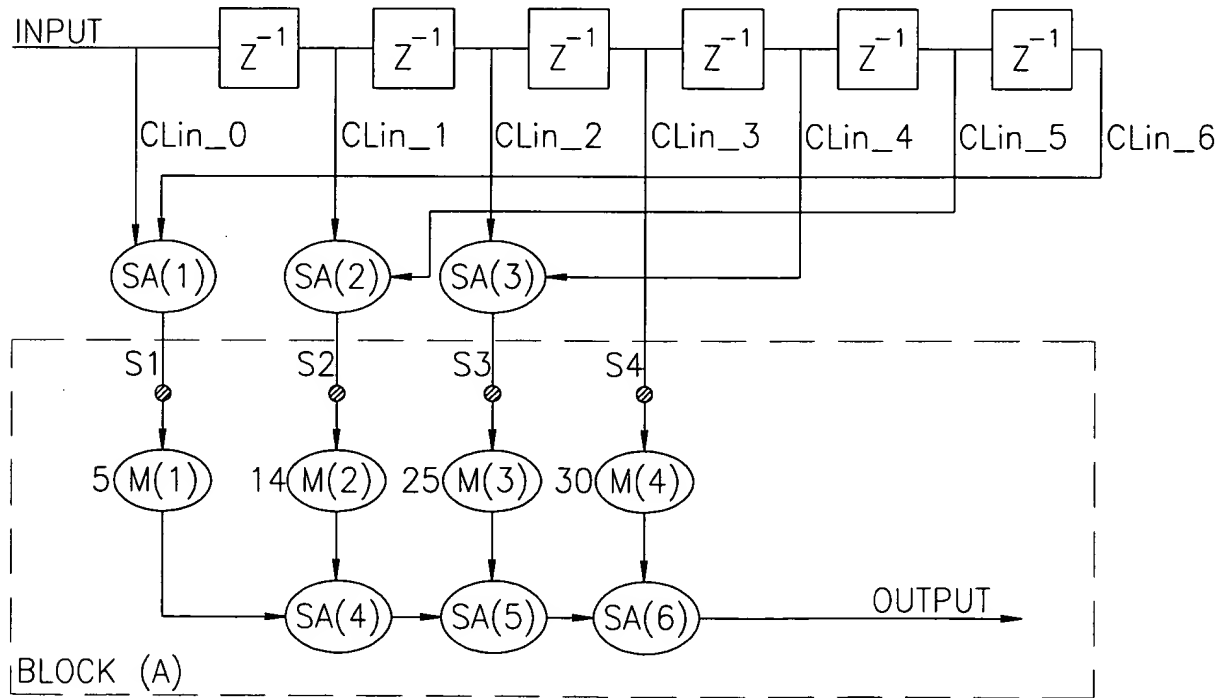 INPUT
Z⁻¹ Z⁻¹ Z⁻¹ Z⁻¹ Z⁻¹ Z⁻¹
CLin_0 CLin_1 CLin_2 CLin_3 CLin_4 CLin_5 CLin_6
SA(1) SA(2) SA(3)
S1 S2 S3 S4
5 M(1) 14 M(2) 25 M(3) 30 M(4)
SA(4) SA(5) SA(6) OUTPUT
BLOCK (A)